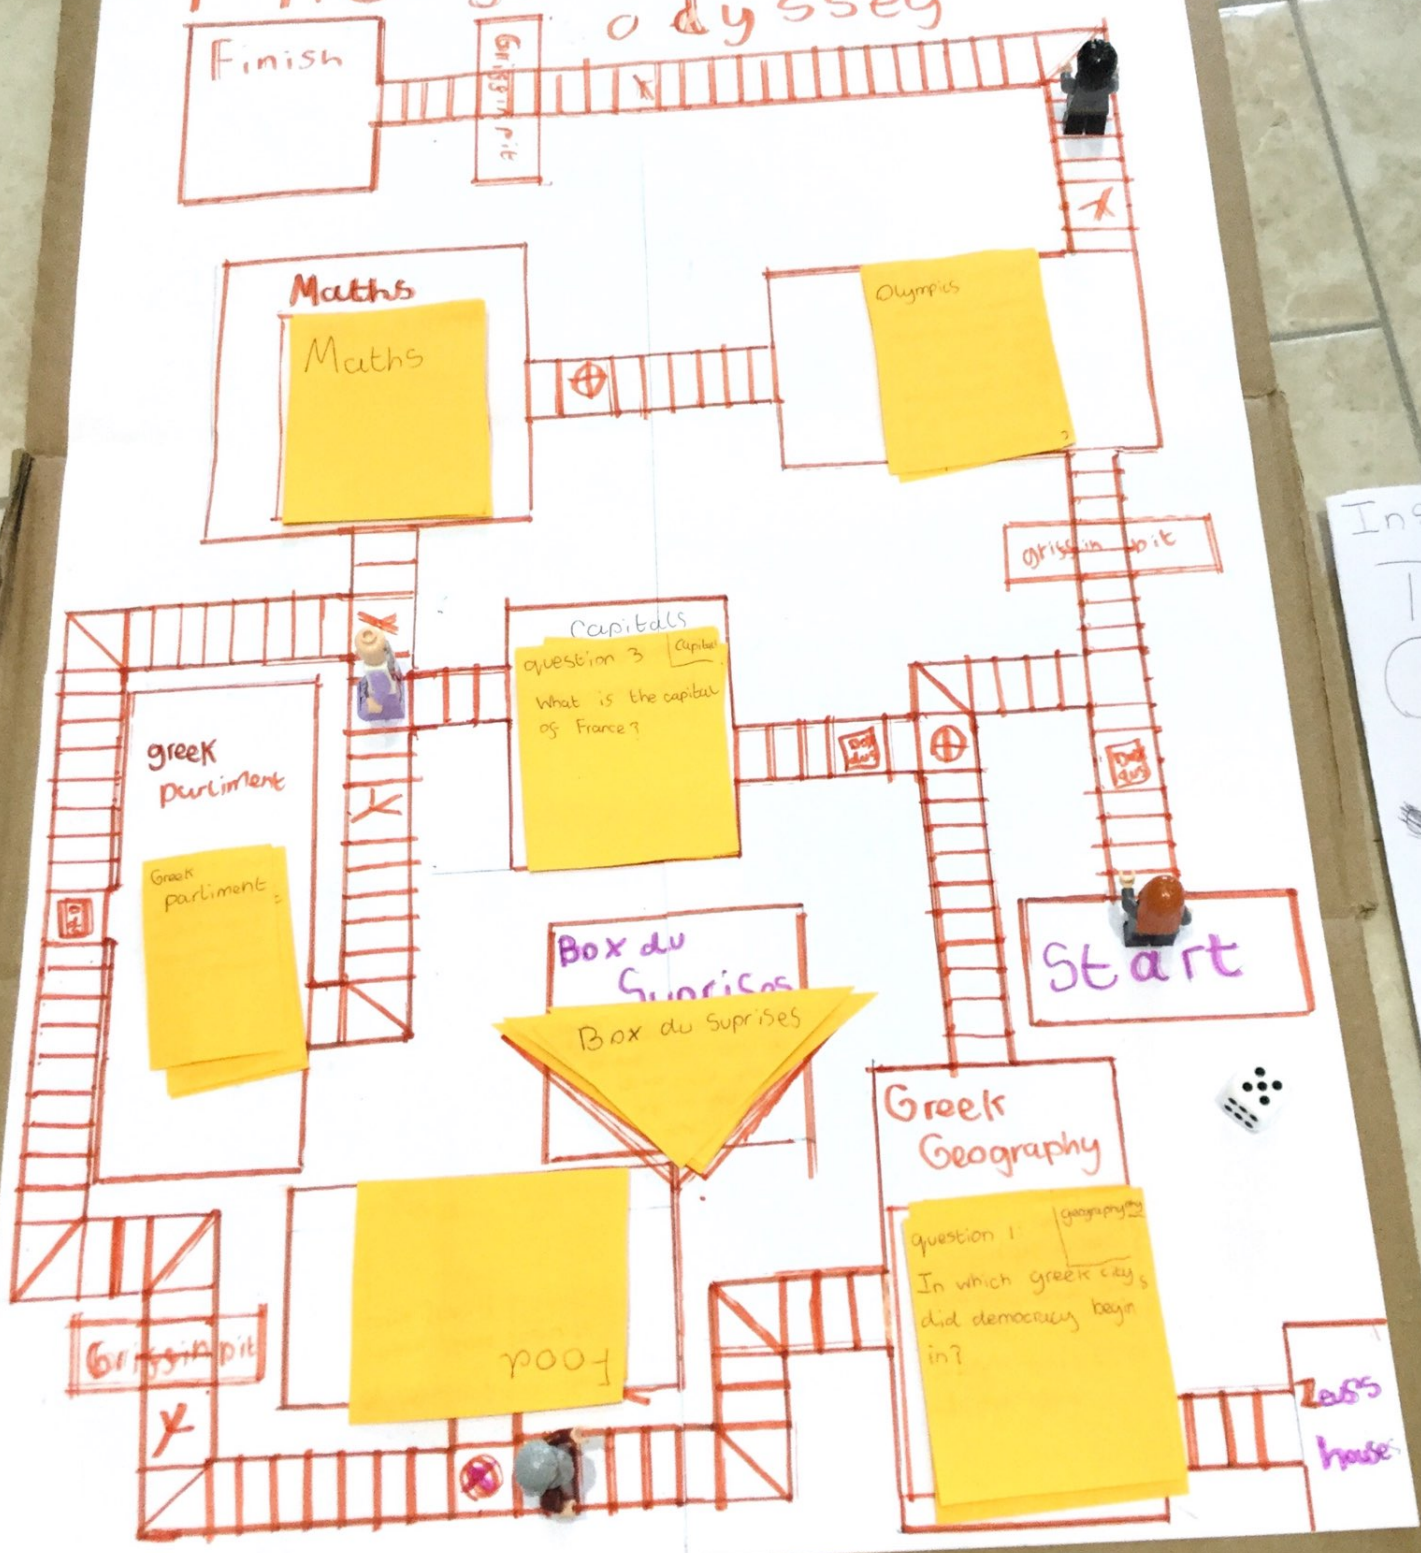 odyssey
Finish
Grissin pit
Maths
Maths
Olympics
grissin pit
Ins
Capitals
question 3
Capital
What is the capital
of France?
greek
parliment
Greek
parliment
Box du
Suprises
Box du Suprises
Start
Greek
Geography
question 1
Geography
In which greek citys
did democracy begin
in?
Food
Grissin pit
Zeus's
house